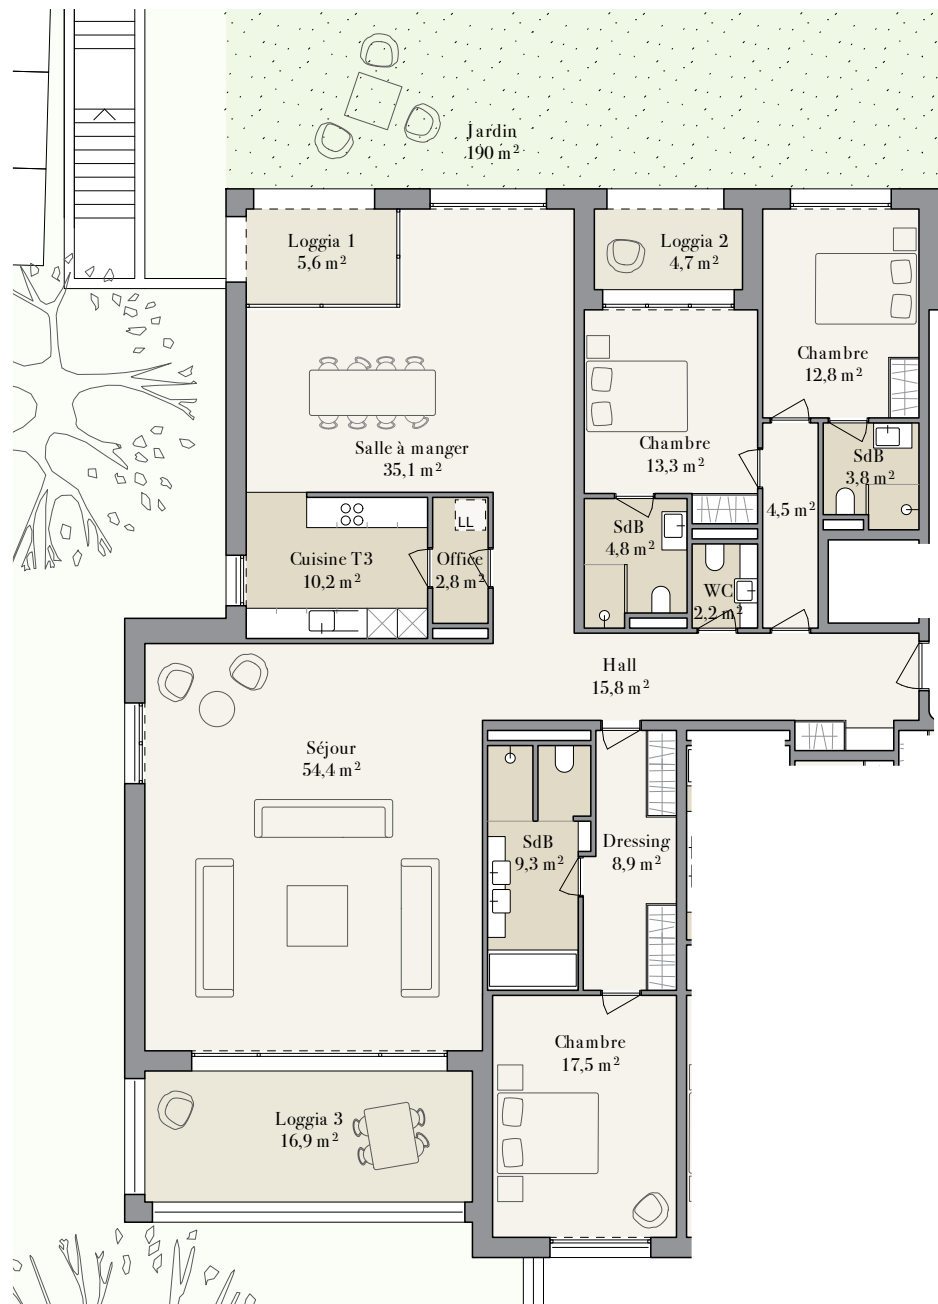 Jardin
190 m²
Loggia 1
5,6 m²
Loggia 2
4,7 m²
Chambre
12,8 m²
Salle à manger
35,1 m²
Chambre
13,3 m²
SdB
3,8 m²
4,5 m²
LL
Cuisine T3
10,2 m²
Office
2,8 m²
SdB
4,8 m²
WC
2,2 m²
Hall
15,8 m²
Séjour
54,4 m²
SdB
9,3 m²
Dressing
8,9 m²
Chambre
17,5 m²
Loggia 3
16,9 m²